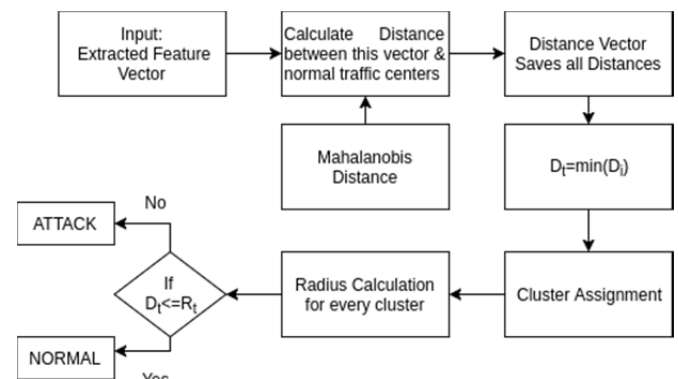 Input:
Extracted Feature
Vector
Calculate Distance
between this vector &
normal traffic centers
Distance Vector
Saves all Distances
Mahalanobis
Distance
Dt=min(Di)
Cluster Assignment
Radius Calculation
for every cluster
If
Dt<=Rt
No
ATTACK
Yes
NORMAL